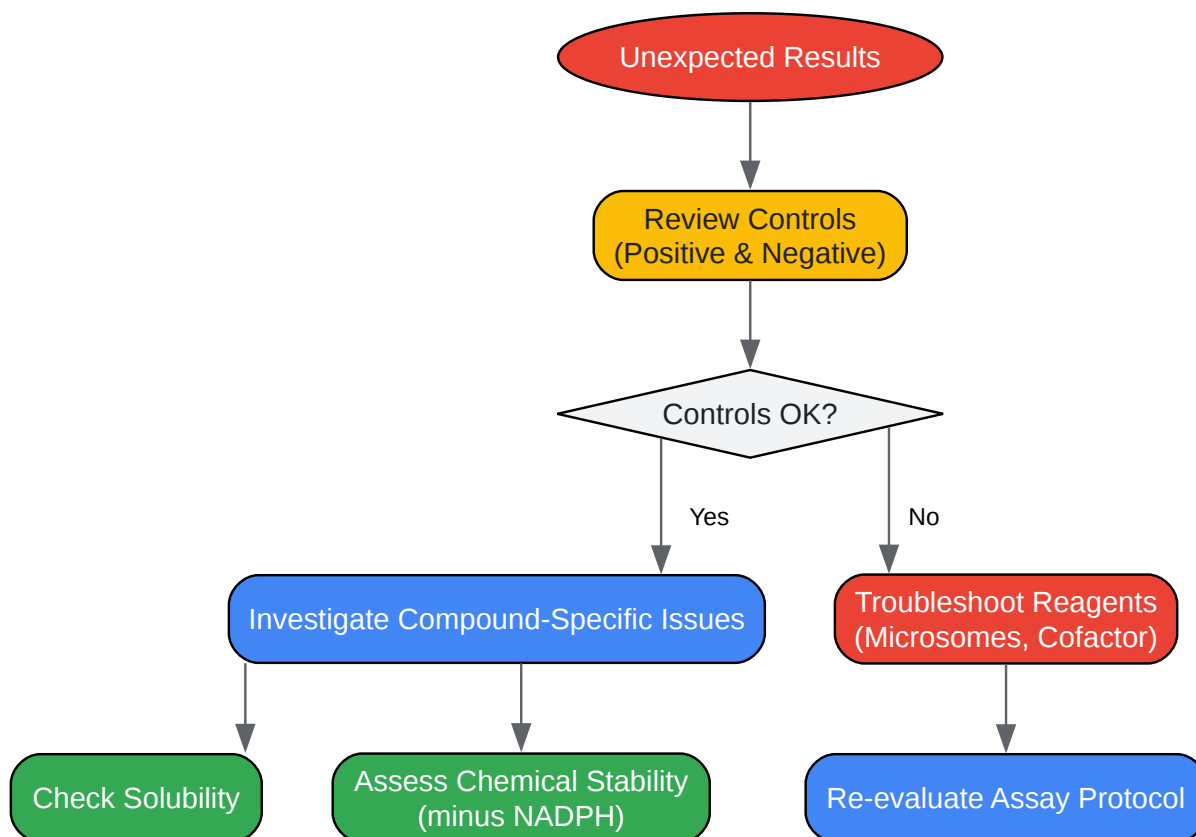 Unexpected Results
Review Controls
(Positive & Negative)
Controls OK?
Yes
No
Investigate Compound-Specific Issues
Troubleshoot Reagents
(Microsomes, Cofactor)
Check Solubility
Assess Chemical Stability
(minus NADPH)
Re-evaluate Assay Protocol